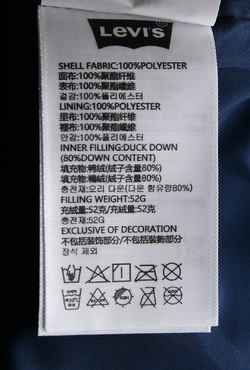 LEVI'S
SHELL FABRIC:100%POLYESTER
面布:100%聚酯纤维
表布:100%聚酯纖維
겉감:100%폴리에스터
LINING:100%POLYESTER
里布:100%聚酯纤维
裡布:100%聚酯纖維
안감:100%폴리에스터
INNER FILLING:DUCK DOWN
(80%DOWN CONTENT)
填充物:鸭绒(绒子含量80%)
填充物:鴨絨(絨子含量80%)
충전재:오리 다운(다운 함유량80%)
FILLING WEIGHT:52G
充绒量:52克/充絨量:52克
충전재:52G
EXCLUSIVE OF DECORATION
不包括装饰部分/不包括裝飾部分
장식 제외